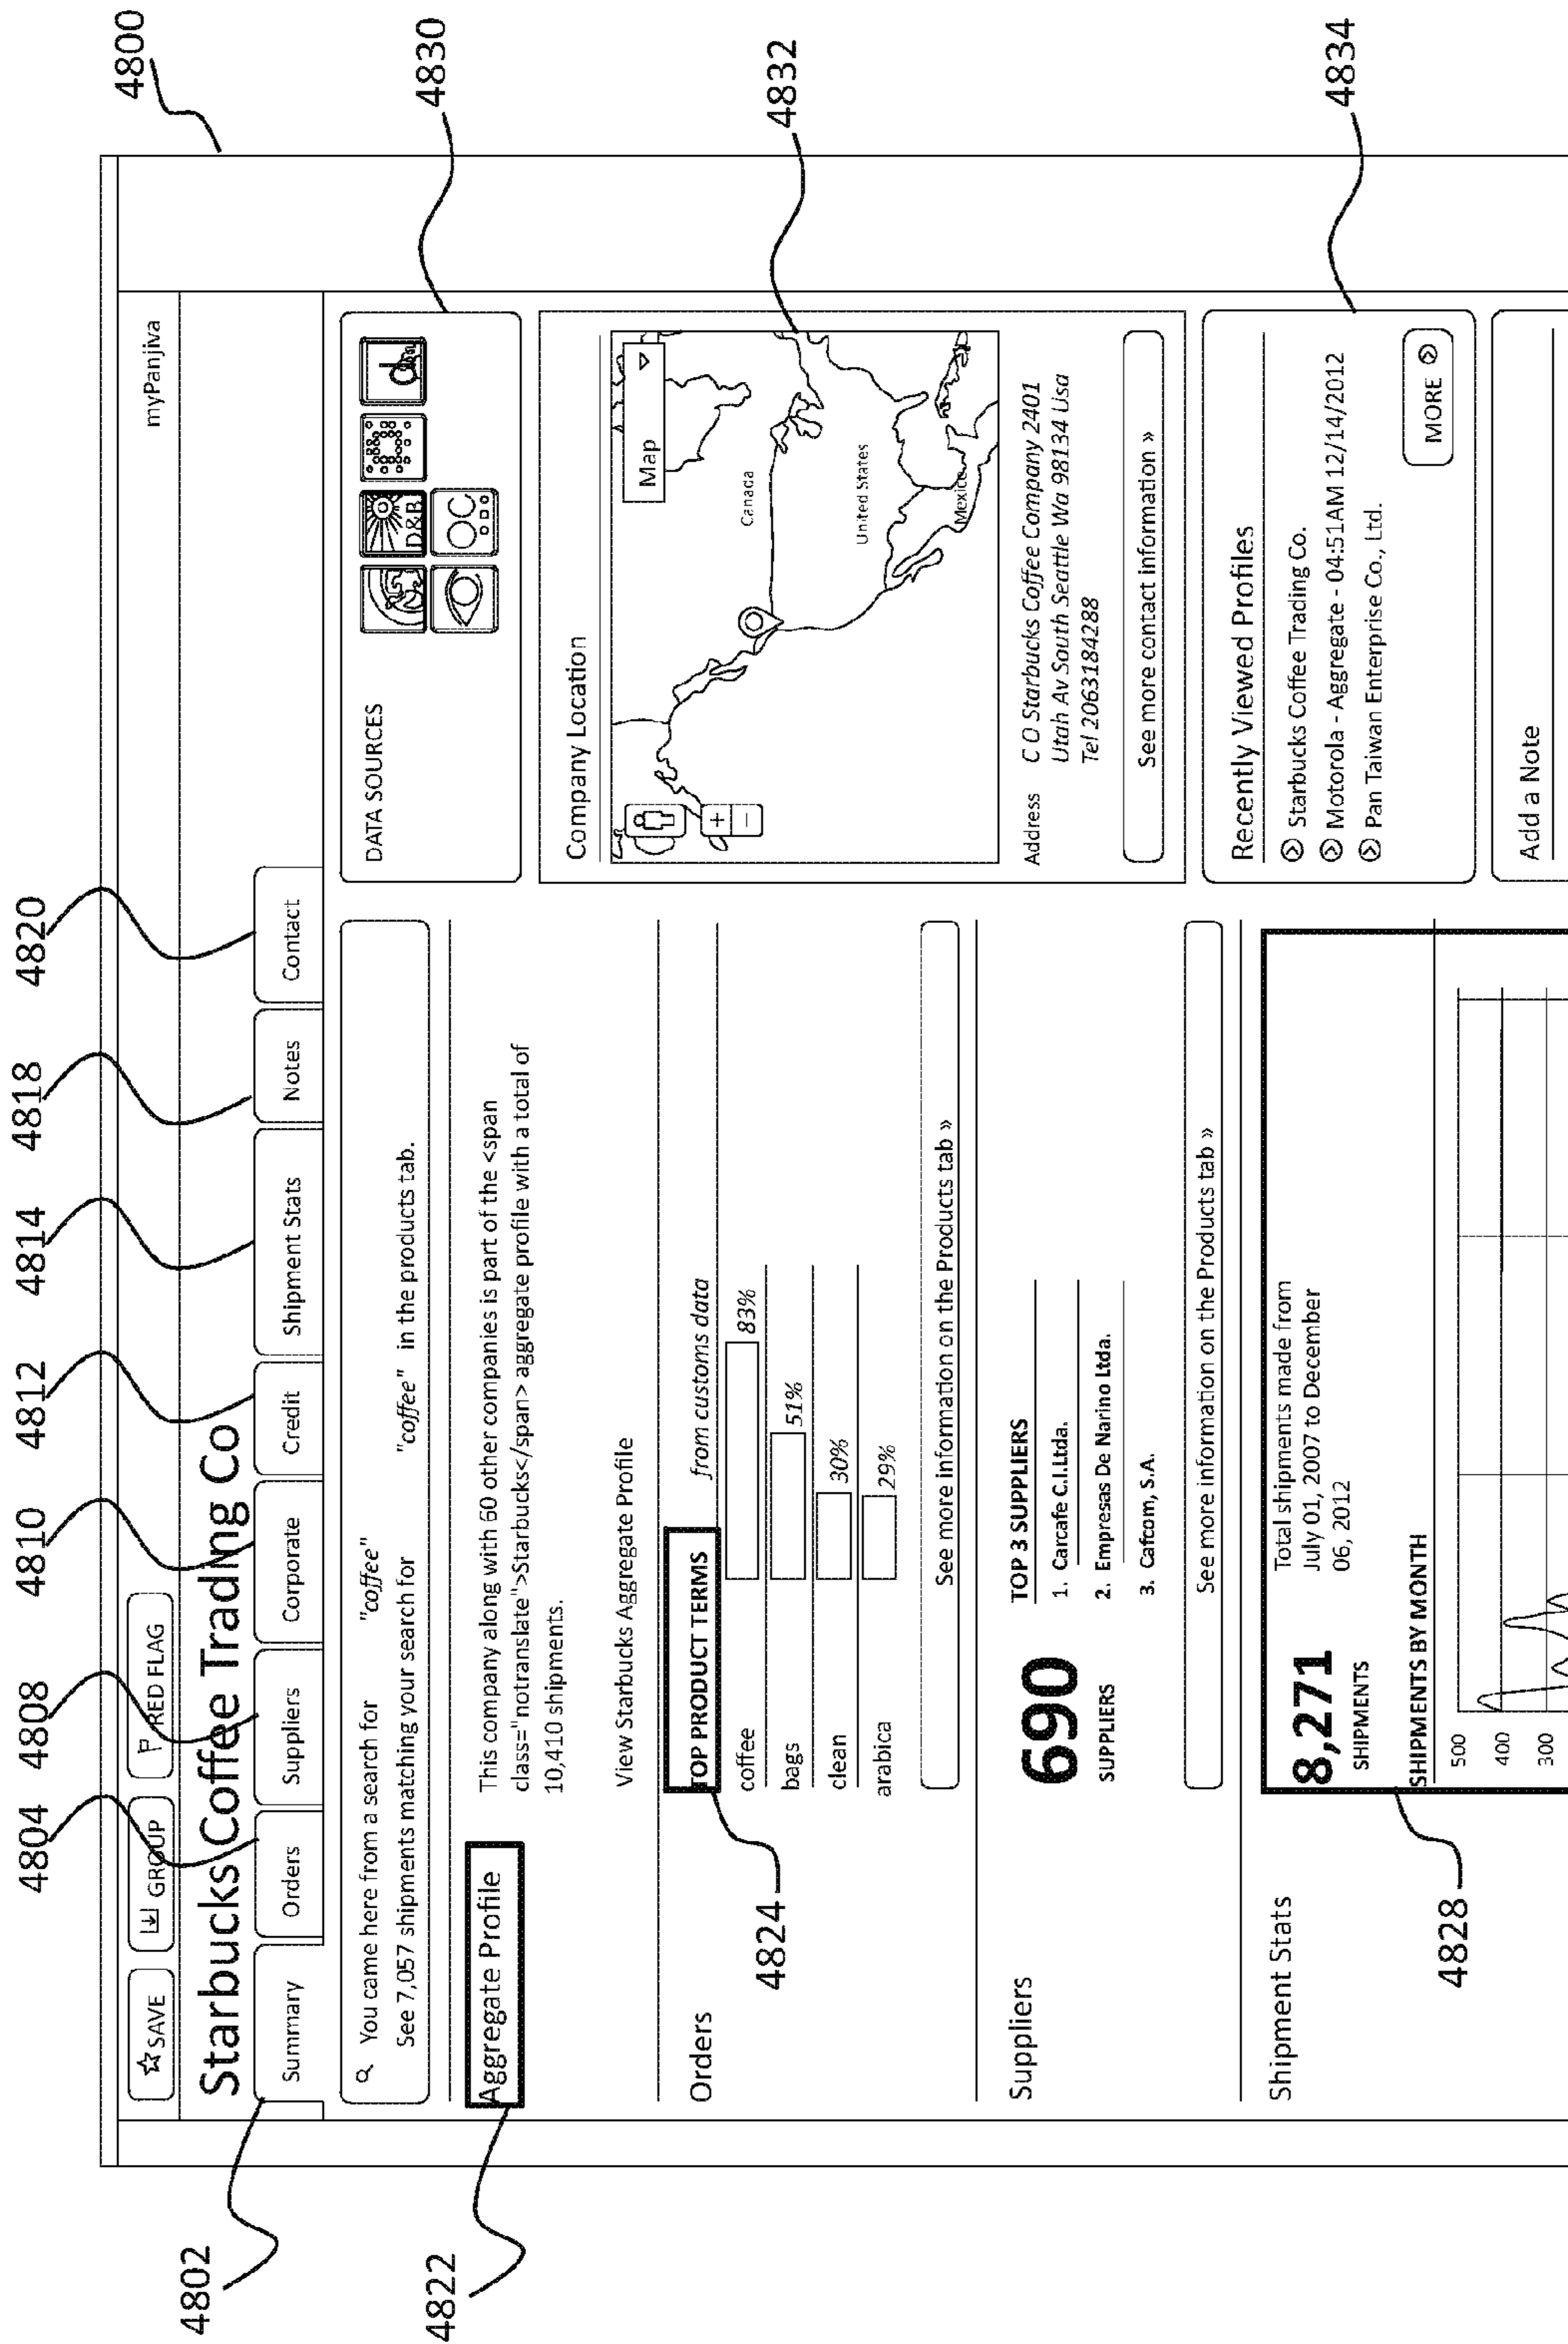 4800
4804
4808
4810
4812
4814
4818
4820
SAVE
GROUP
RED FLAG
myPanjiva
Starbucks Coffee Trading Co
4802
Summary
Orders
Suppliers
Corporate
Credit
Shipment Stats
Notes
Contact
You came here from a search for "coffee"
See 7,057 shipments matching your search for "coffee" in the products tab.
4822
Aggregate Profile
This company along with 60 other companies is part of the <span
class="notranslate">Starbucks</span> aggregate profile with a total of
10,410 shipments.
View Starbucks Aggregate Profile
Orders
TOP PRODUCT TERMS
from customs data
4824
coffee 83%
bags 51%
clean 30%
arabica 29%
See more information on the Products tab »
Suppliers
690
SUPPLIERS
TOP 3 SUPPLIERS
1. Carcafe C.I.Ltda.
2. Empresas De Narino Ltda.
3. Cafcom, S.A.
See more information on the Products tab »
Shipment Stats
8,271
SHIPMENTS
Total shipments made from
July 01, 2007 to December
06, 2012
SHIPMENTS BY MONTH
4828
500
400
300
DATA SOURCES
D&B
OC
4830
Company Location
Map
Canada
United States
Mexico
4832
Address C O Starbucks Coffee Company 2401
Utah Av South Seattle Wa 98134 Usa
Tel 2063184288
See more contact information »
Recently Viewed Profiles
4834
Starbucks Coffee Trading Co.
Motorola - Aggregate - 04:51AM 12/14/2012
Pan Taiwan Enterprise Co., Ltd.
MORE
Add a Note